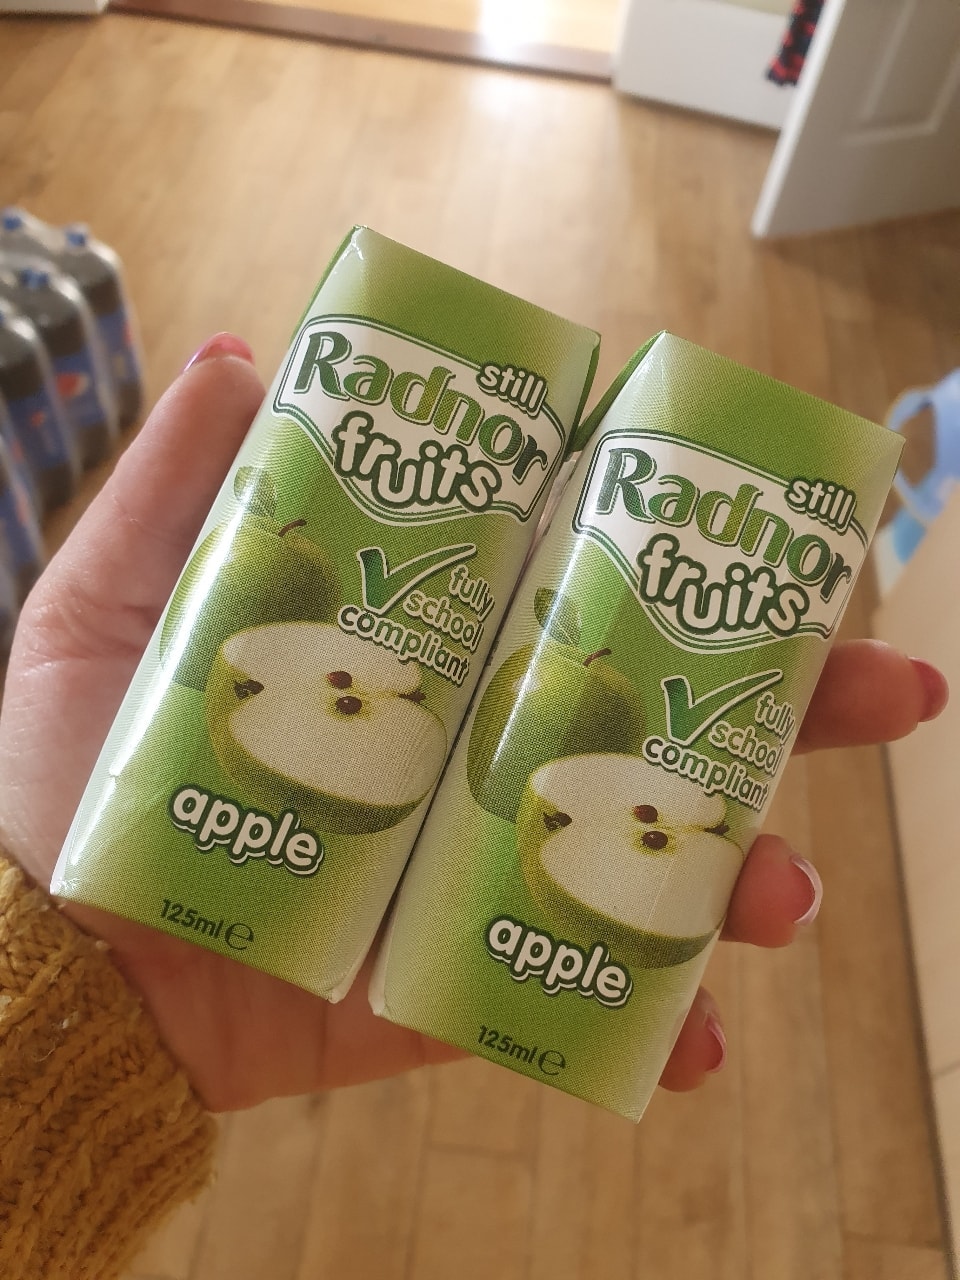 still
Radnor
fruits
fully
school
compliant
apple
125ml e
still
Radnor
fruits
fully
school
compliant
apple
125ml e